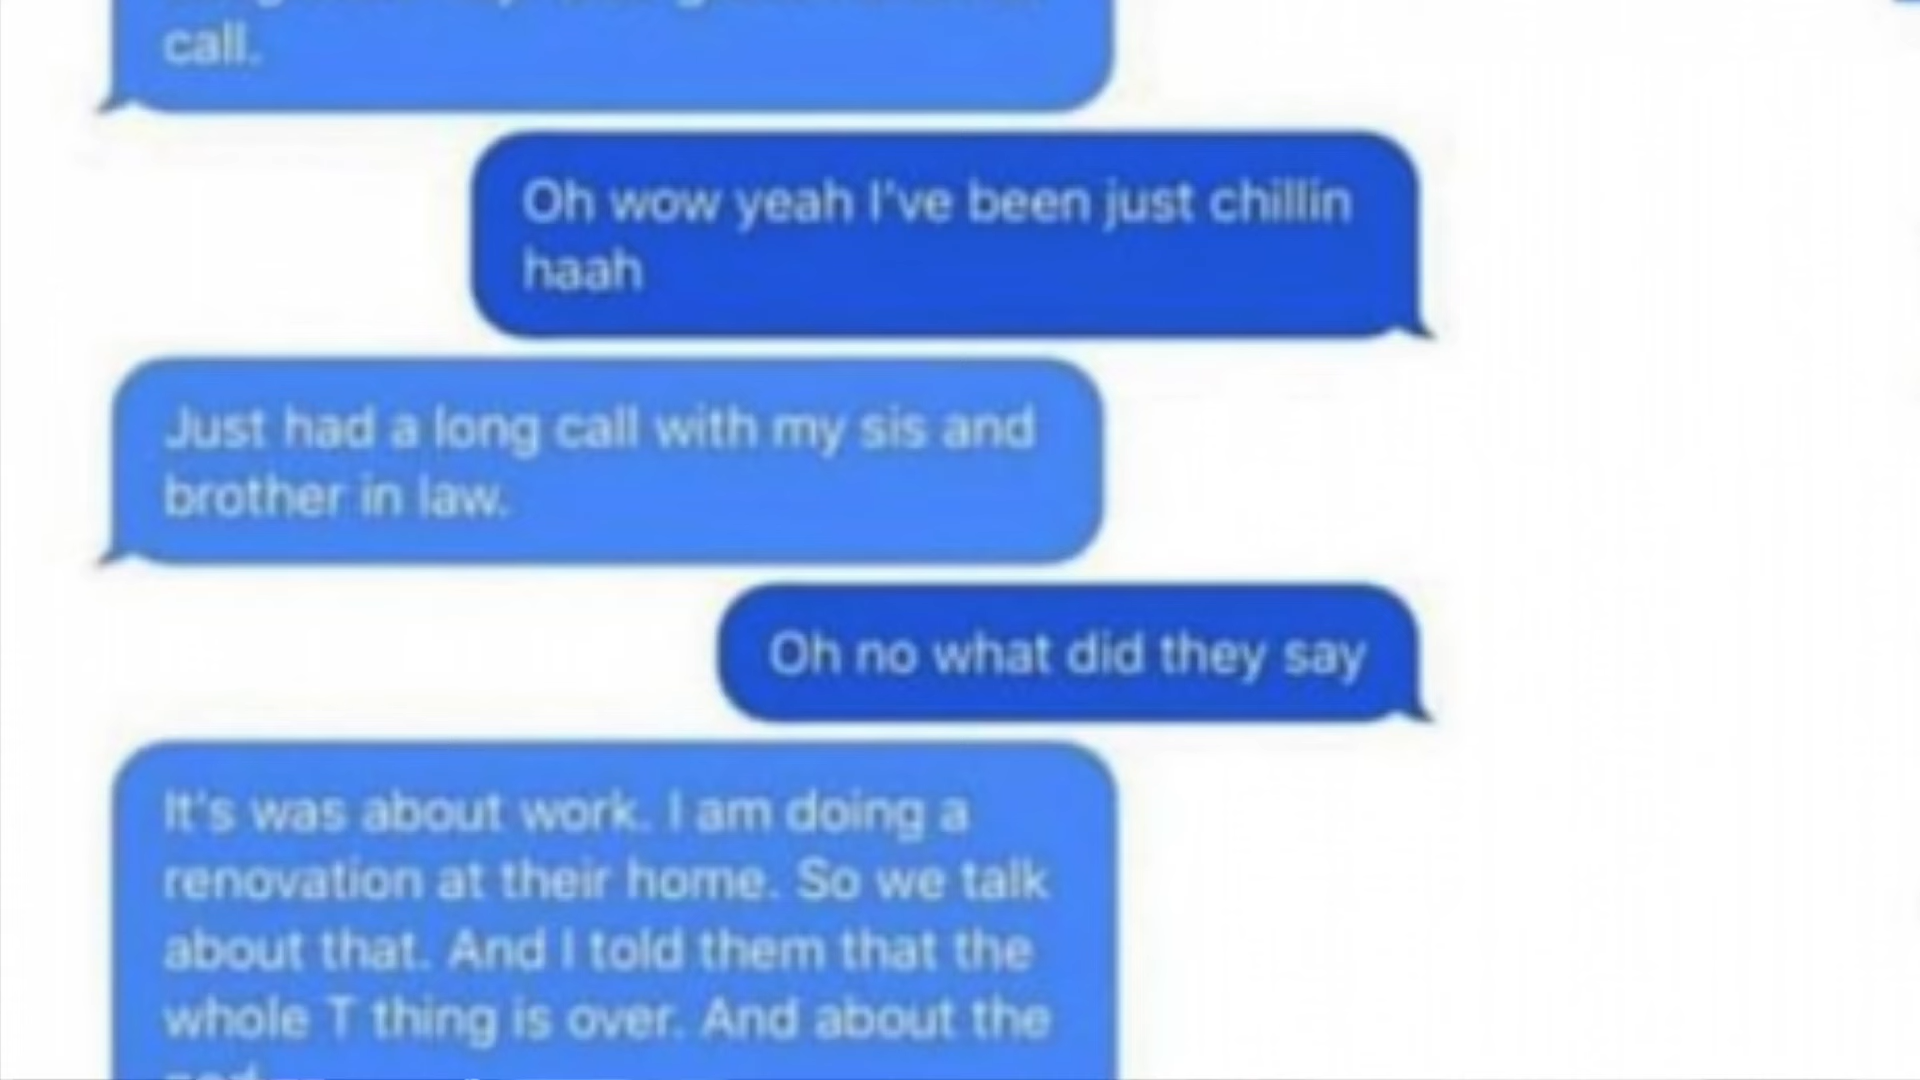 call.
Oh wow yeah I've been just chillin
haah
Just had a long call with my sis and
brother in law.
Oh no what did they say
It's was about work. I am doing a
renovation at their home. So we talk
about that. And I told them that the
whole T thing is over. And about the